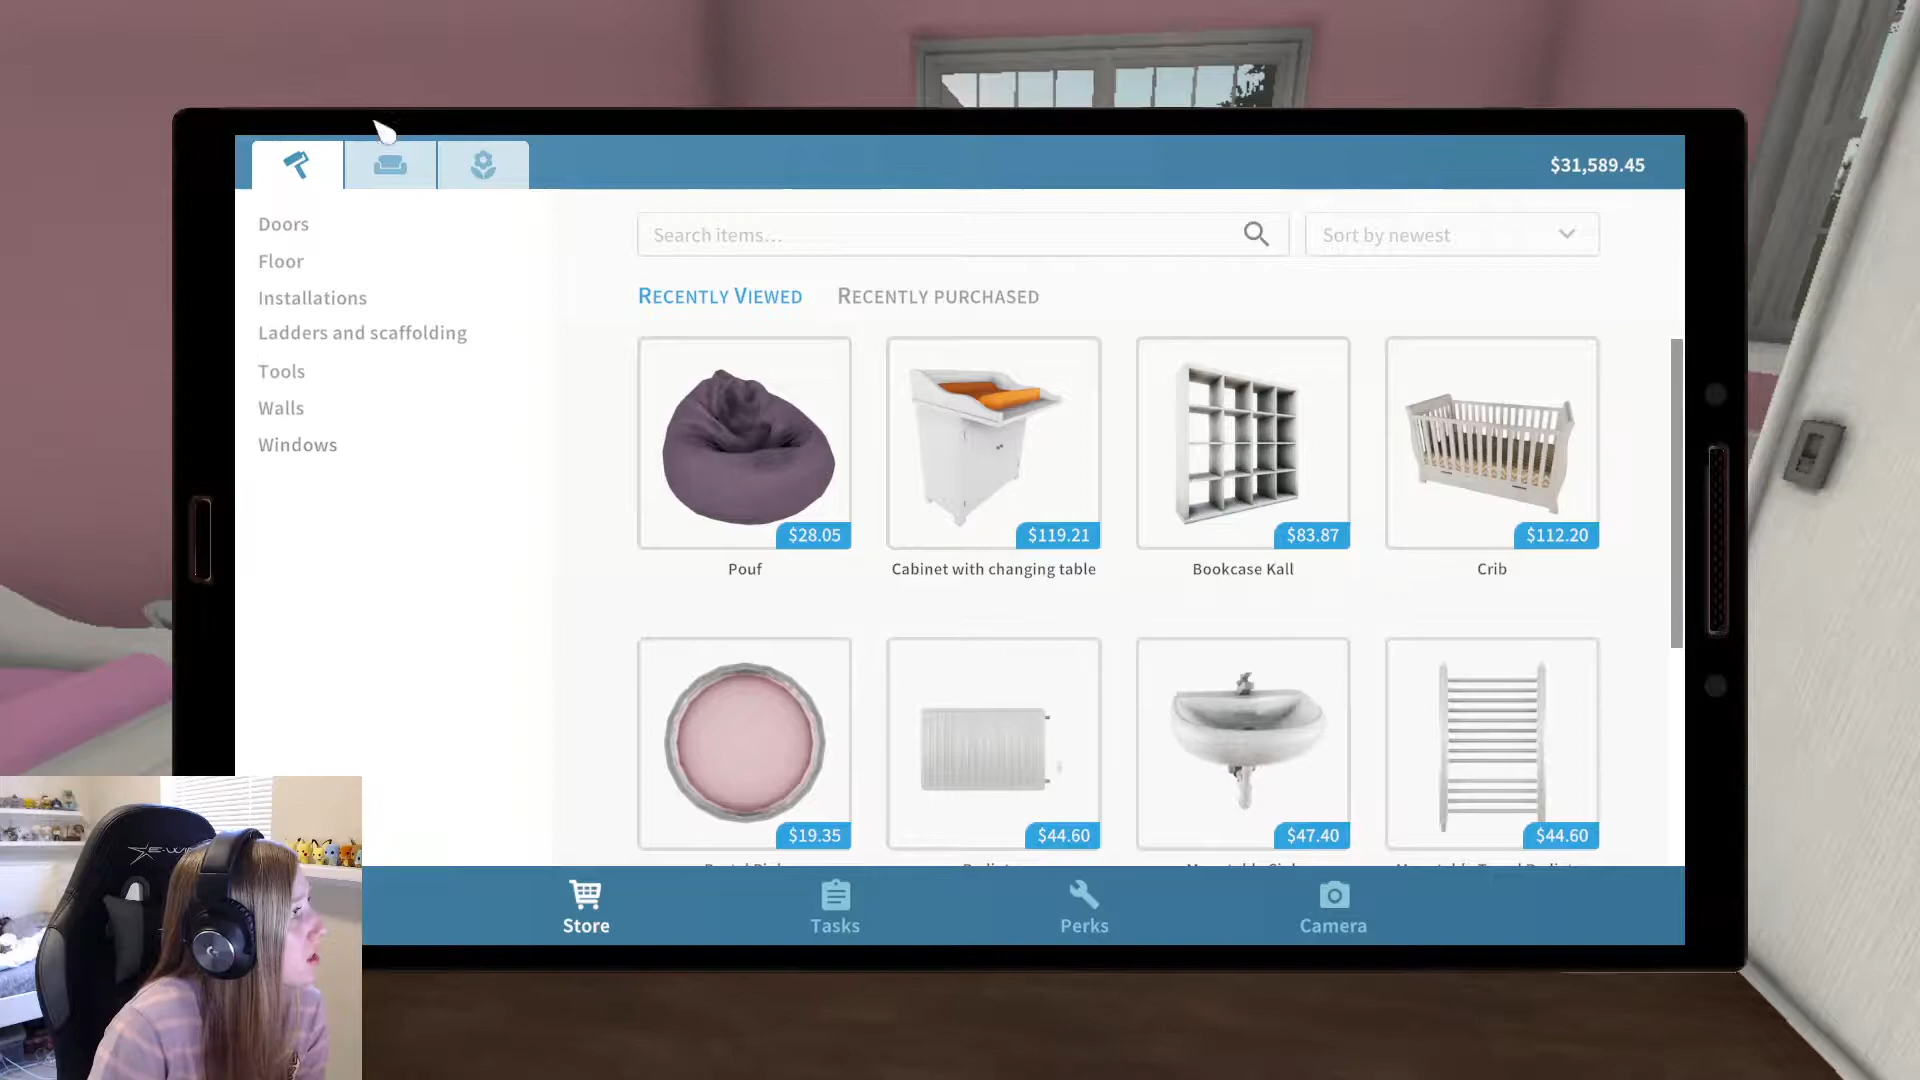 $31,589.45
Doors
Floor
Installations
Ladders and scaffolding
Tools
Walls
Windows
Search items...
Sort by newest
RECENTLY VIEWED
RECENTLY PURCHASED
$28.05
$119.21
$83.87
$112.20
Pouf
Cabinet with changing table
Bookcase Kall
Crib
$19.35
$44.60
$47.40
$44.60
Store
Tasks
Perks
Camera